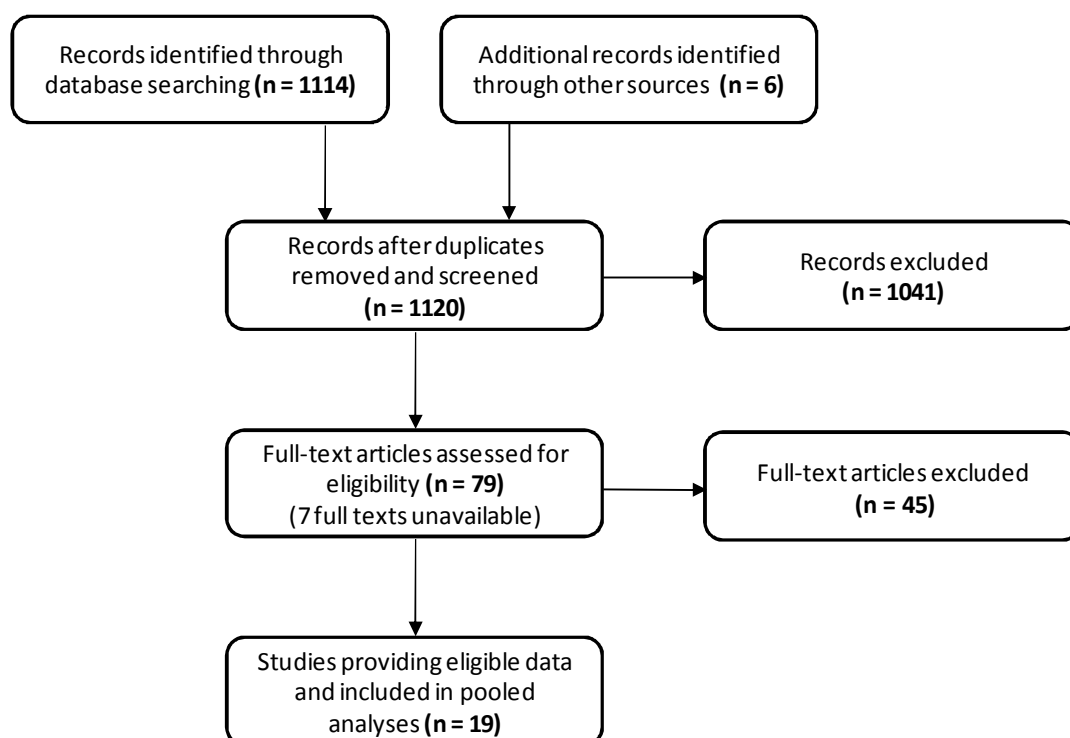 Records identified through
database searching (n = 1114)
Additional records identified
through other sources (n = 6)
Records after duplicates
removed and screened
(n = 1120)
Records excluded
(n = 1041)
Full-text articles assessed for
eligibility (n = 79)
(7 full texts unavailable)
Full-text articles excluded
(n = 45)
Studies providing eligible data
and included in pooled
analyses (n = 19)